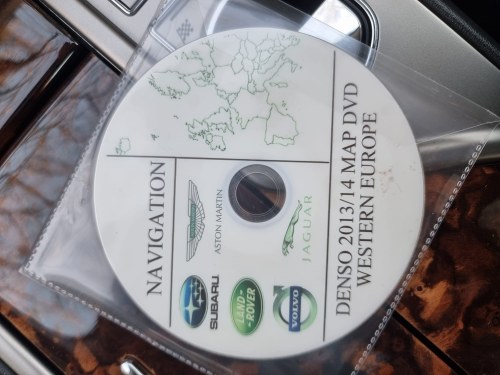 DENSO 2013/14 MAP DVD
WESTERN EUROPE
JAGUAR
ASTON MARTIN
VOLVO
LAND-
-ROVER
SUBARU
NAVIGATION